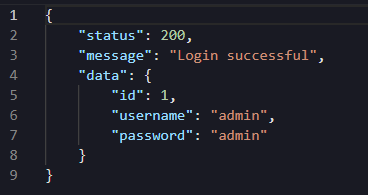 1 {
2     "status": 200,
3     "message": "Login successful",
4     "data": {
5         "id": 1,
6         "username": "admin",
7         "password": "admin"
8     }
9 }